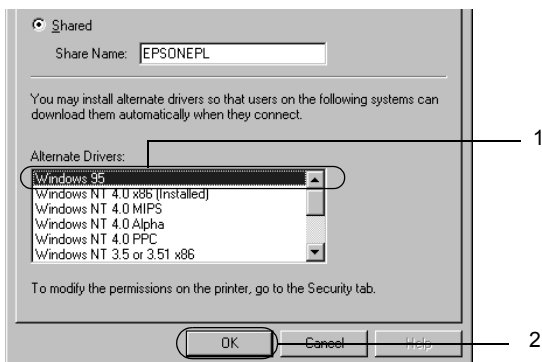 Shared
Share Name: EPSONEPL
You may install alternate drivers so that users on the following systems can
download them automatically when they connect.
1
Alternate Drivers:
Windows 95
Windows NT 4.0 x86 (Installed)
Windows NT 4.0 MIPS
Windows NT 4.0 Alpha
Windows NT 4.0 PPC
Windows NT 3.5 or 3.51 x86
To modify the permissions on the printer, go to the Security tab.
OK Cancel Help 2